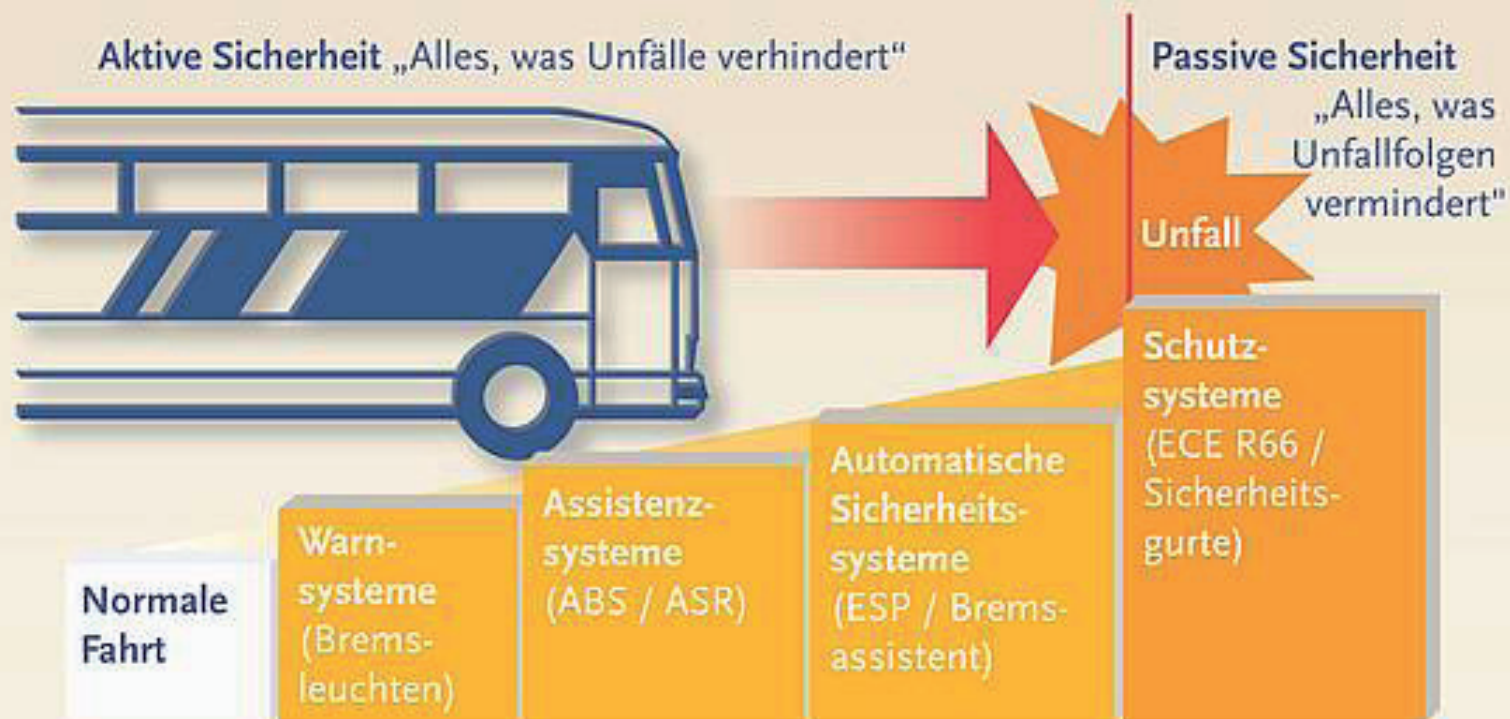 Aktive Sicherheit „Alles, was Unfälle verhindert“
Passive Sicherheit
„Alles, was
Unfallfolgen
vermindert"
Unfall
Normale
Fahrt
Warn-
systeme
(Brems-
leuchten)
Assistenz-
systeme
(ABS / ASR)
Automatische
Sicherheits-
systeme
(ESP / Brems-
assistent)
Schutz-
systeme
(ECE R66 /
Sicherheits-
gurte)